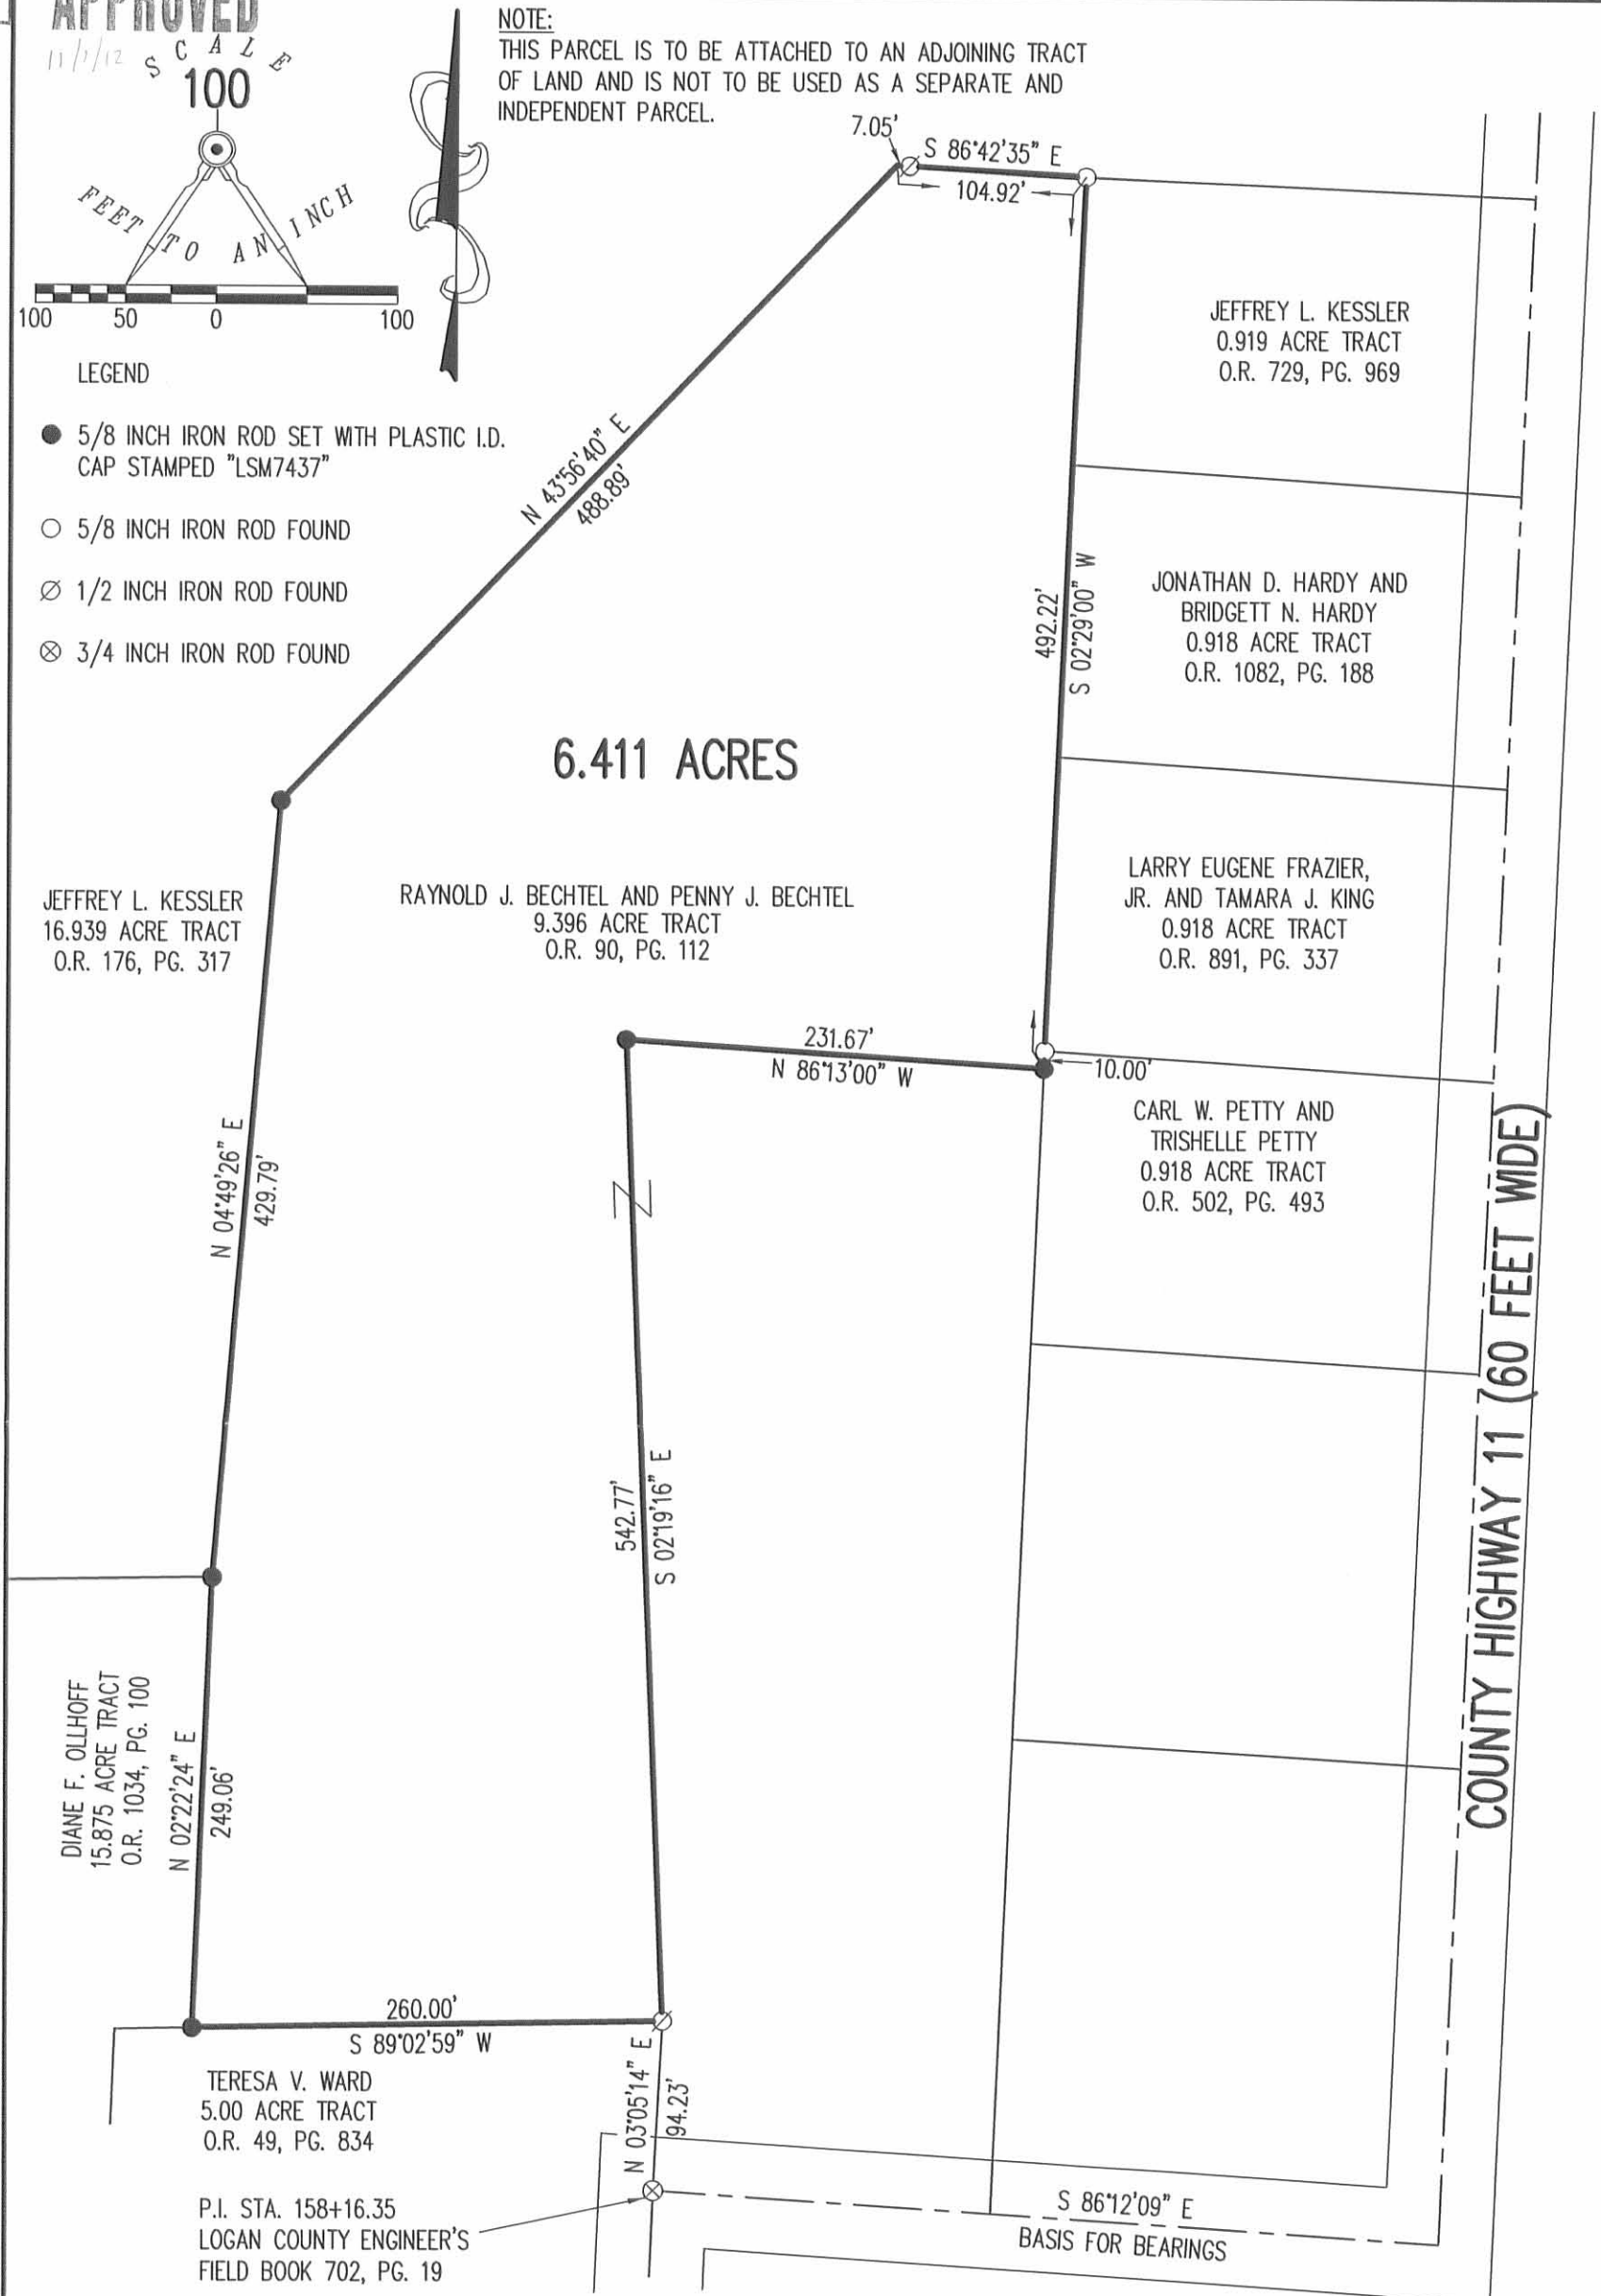 APPROVED
11/1/12
SCALE
100
FEET TO AN INCH
100 50 0 100
NOTE:
THIS PARCEL IS TO BE ATTACHED TO AN ADJOINING TRACT
OF LAND AND IS NOT TO BE USED AS A SEPARATE AND
INDEPENDENT PARCEL.
LEGEND
5/8 INCH IRON ROD SET WITH PLASTIC I.D.
CAP STAMPED "LSM7437"
5/8 INCH IRON ROD FOUND
1/2 INCH IRON ROD FOUND
3/4 INCH IRON ROD FOUND
7.05'
S 86°42'35" E
104.92'
N 43°56'40" E
488.89'
JEFFREY L. KESSLER
0.919 ACRE TRACT
O.R. 729, PG. 969
492.22'
S 02°29'00" W
JONATHAN D. HARDY AND
BRIDGETT N. HARDY
0.918 ACRE TRACT
O.R. 1082, PG. 188
6.411 ACRES
JEFFREY L. KESSLER
16.939 ACRE TRACT
O.R. 176, PG. 317
RAYNOLD J. BECHTEL AND PENNY J. BECHTEL
9.396 ACRE TRACT
O.R. 90, PG. 112
LARRY EUGENE FRAZIER,
JR. AND TAMARA J. KING
0.918 ACRE TRACT
O.R. 891, PG. 337
231.67'
N 86°13'00" W
10.00'
CARL W. PETTY AND
TRISHELLE PETTY
0.918 ACRE TRACT
O.R. 502, PG. 493
N 04°49'26" E
429.79'
542.77'
S 02°19'16" E
COUNTY HIGHWAY 11 (60 FEET WIDE)
DIANE F. OLLHOFF
15.875 ACRE TRACT
O.R. 1034, PG. 100
N 02°22'24" E
249.06'
260.00'
S 89°02'59" W
TERESA V. WARD
5.00 ACRE TRACT
O.R. 49, PG. 834
N 03°05'14" E
94.23'
P.I. STA. 158+16.35
LOGAN COUNTY ENGINEER'S
FIELD BOOK 702, PG. 19
S 86°12'09" E
BASIS FOR BEARINGS